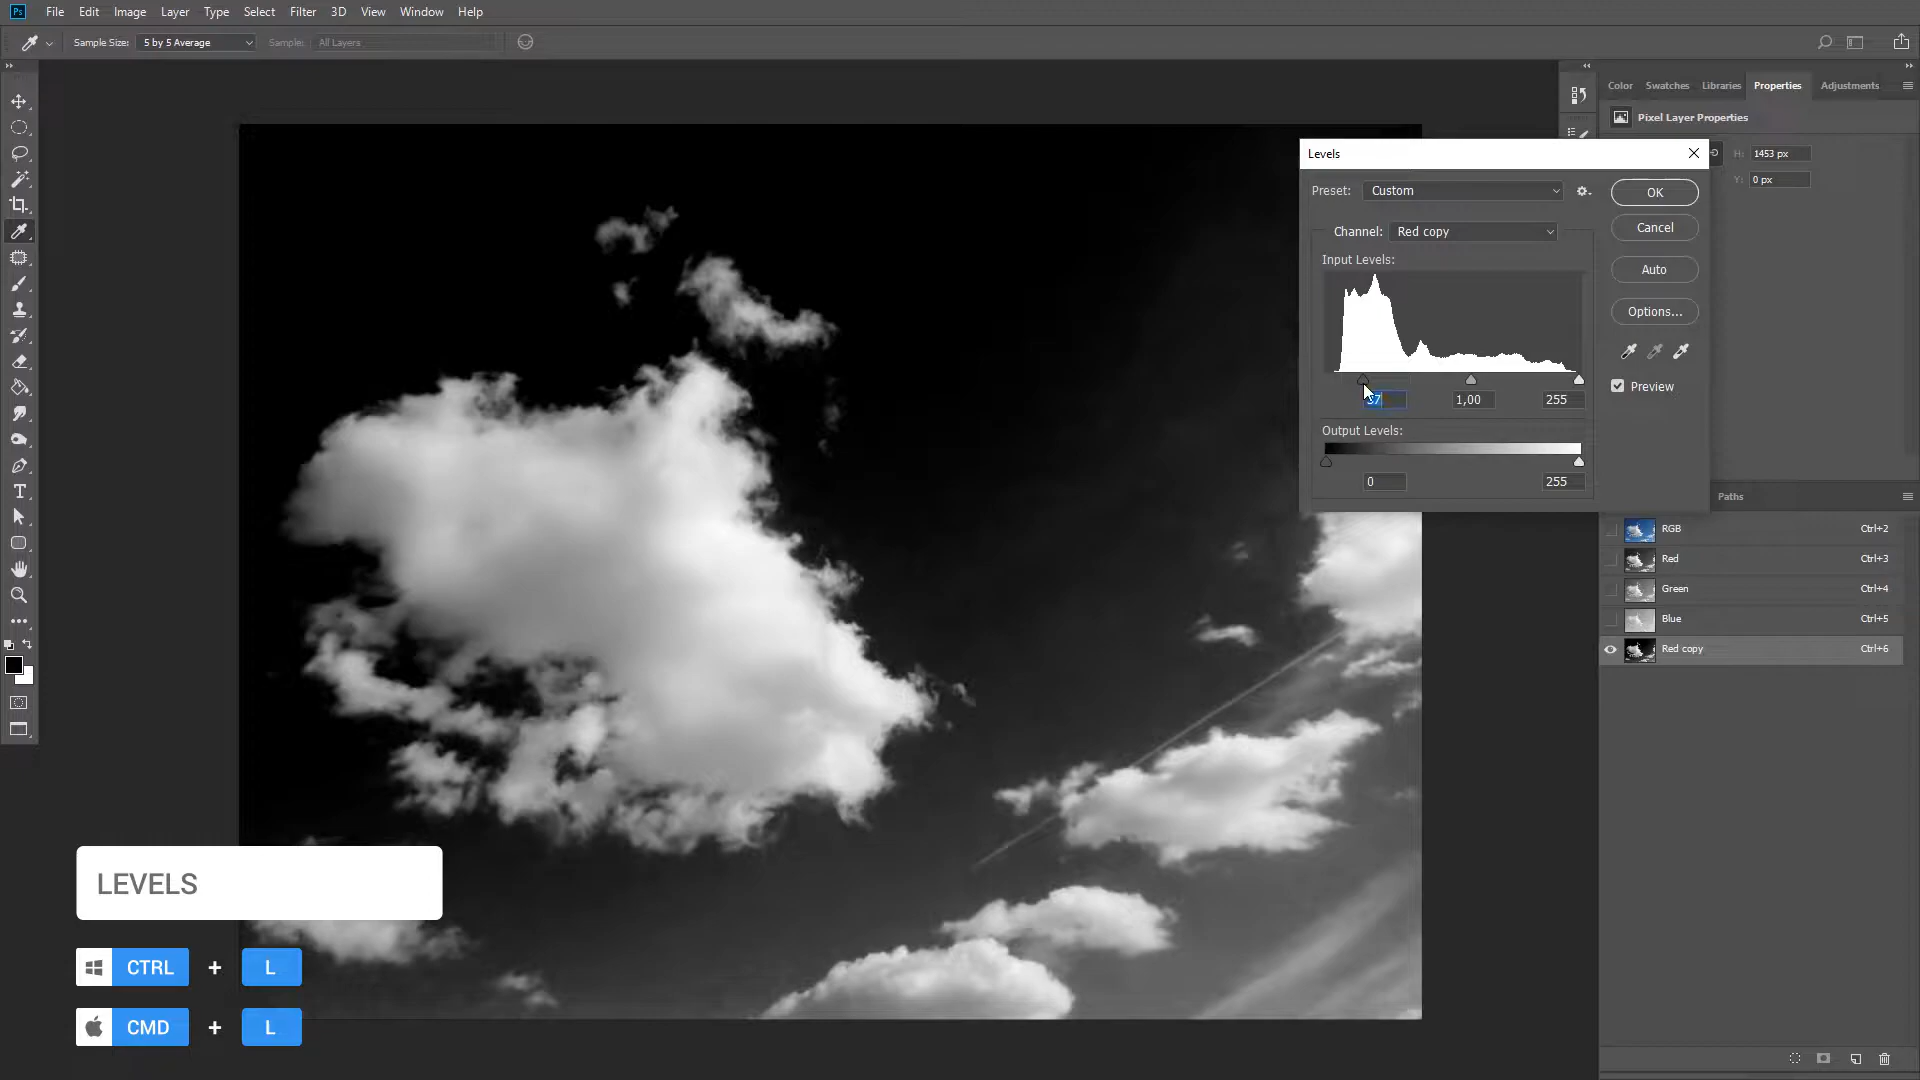 Ps File Edit Image Layer Type Select Filter 3D View Window Help
Sample Size: 5 by 5 Average Sample: All Layers
Color Swatches Libraries Properties Adjustments
Pixel Layer Properties
H: 1453 px
Y: 0 px
Levels
Preset: Custom
OK
Channel: Red copy
Cancel
Input Levels:
Auto
Options...
Preview
37 1,00 255
Output Levels:
0 255
Paths
RGB Ctrl+2
Red Ctrl+3
Green Ctrl+4
Blue Ctrl+5
Red copy Ctrl+6
LEVELS
CTRL + L
CMD + L